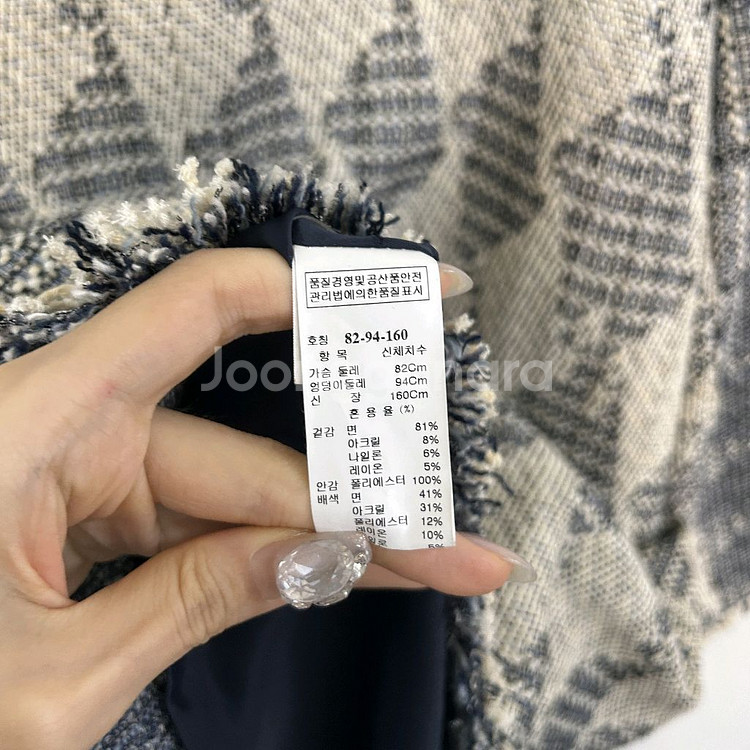 품질경영및공산품안전
관리법에의한품질표시
호칭 82-94-160
항 목 신체치수
가슴 둘레 82Cm
엉덩이둘레 94Cm
신 장 160Cm
혼 용 율 (%)
겉감 면 81%
아크릴 8%
나일론 6%
레이온 5%
안감 폴리에스터 100%
배색 면 41%
아크릴 31%
폴리에스터 12%
레이온 10%
5%